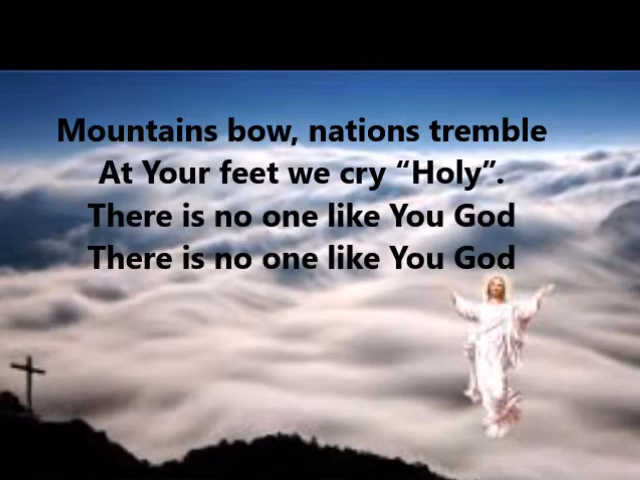 Mountains bow, nations tremble
At Your feet we cry “Holy”.
There is no one like You God
There is no one like You God